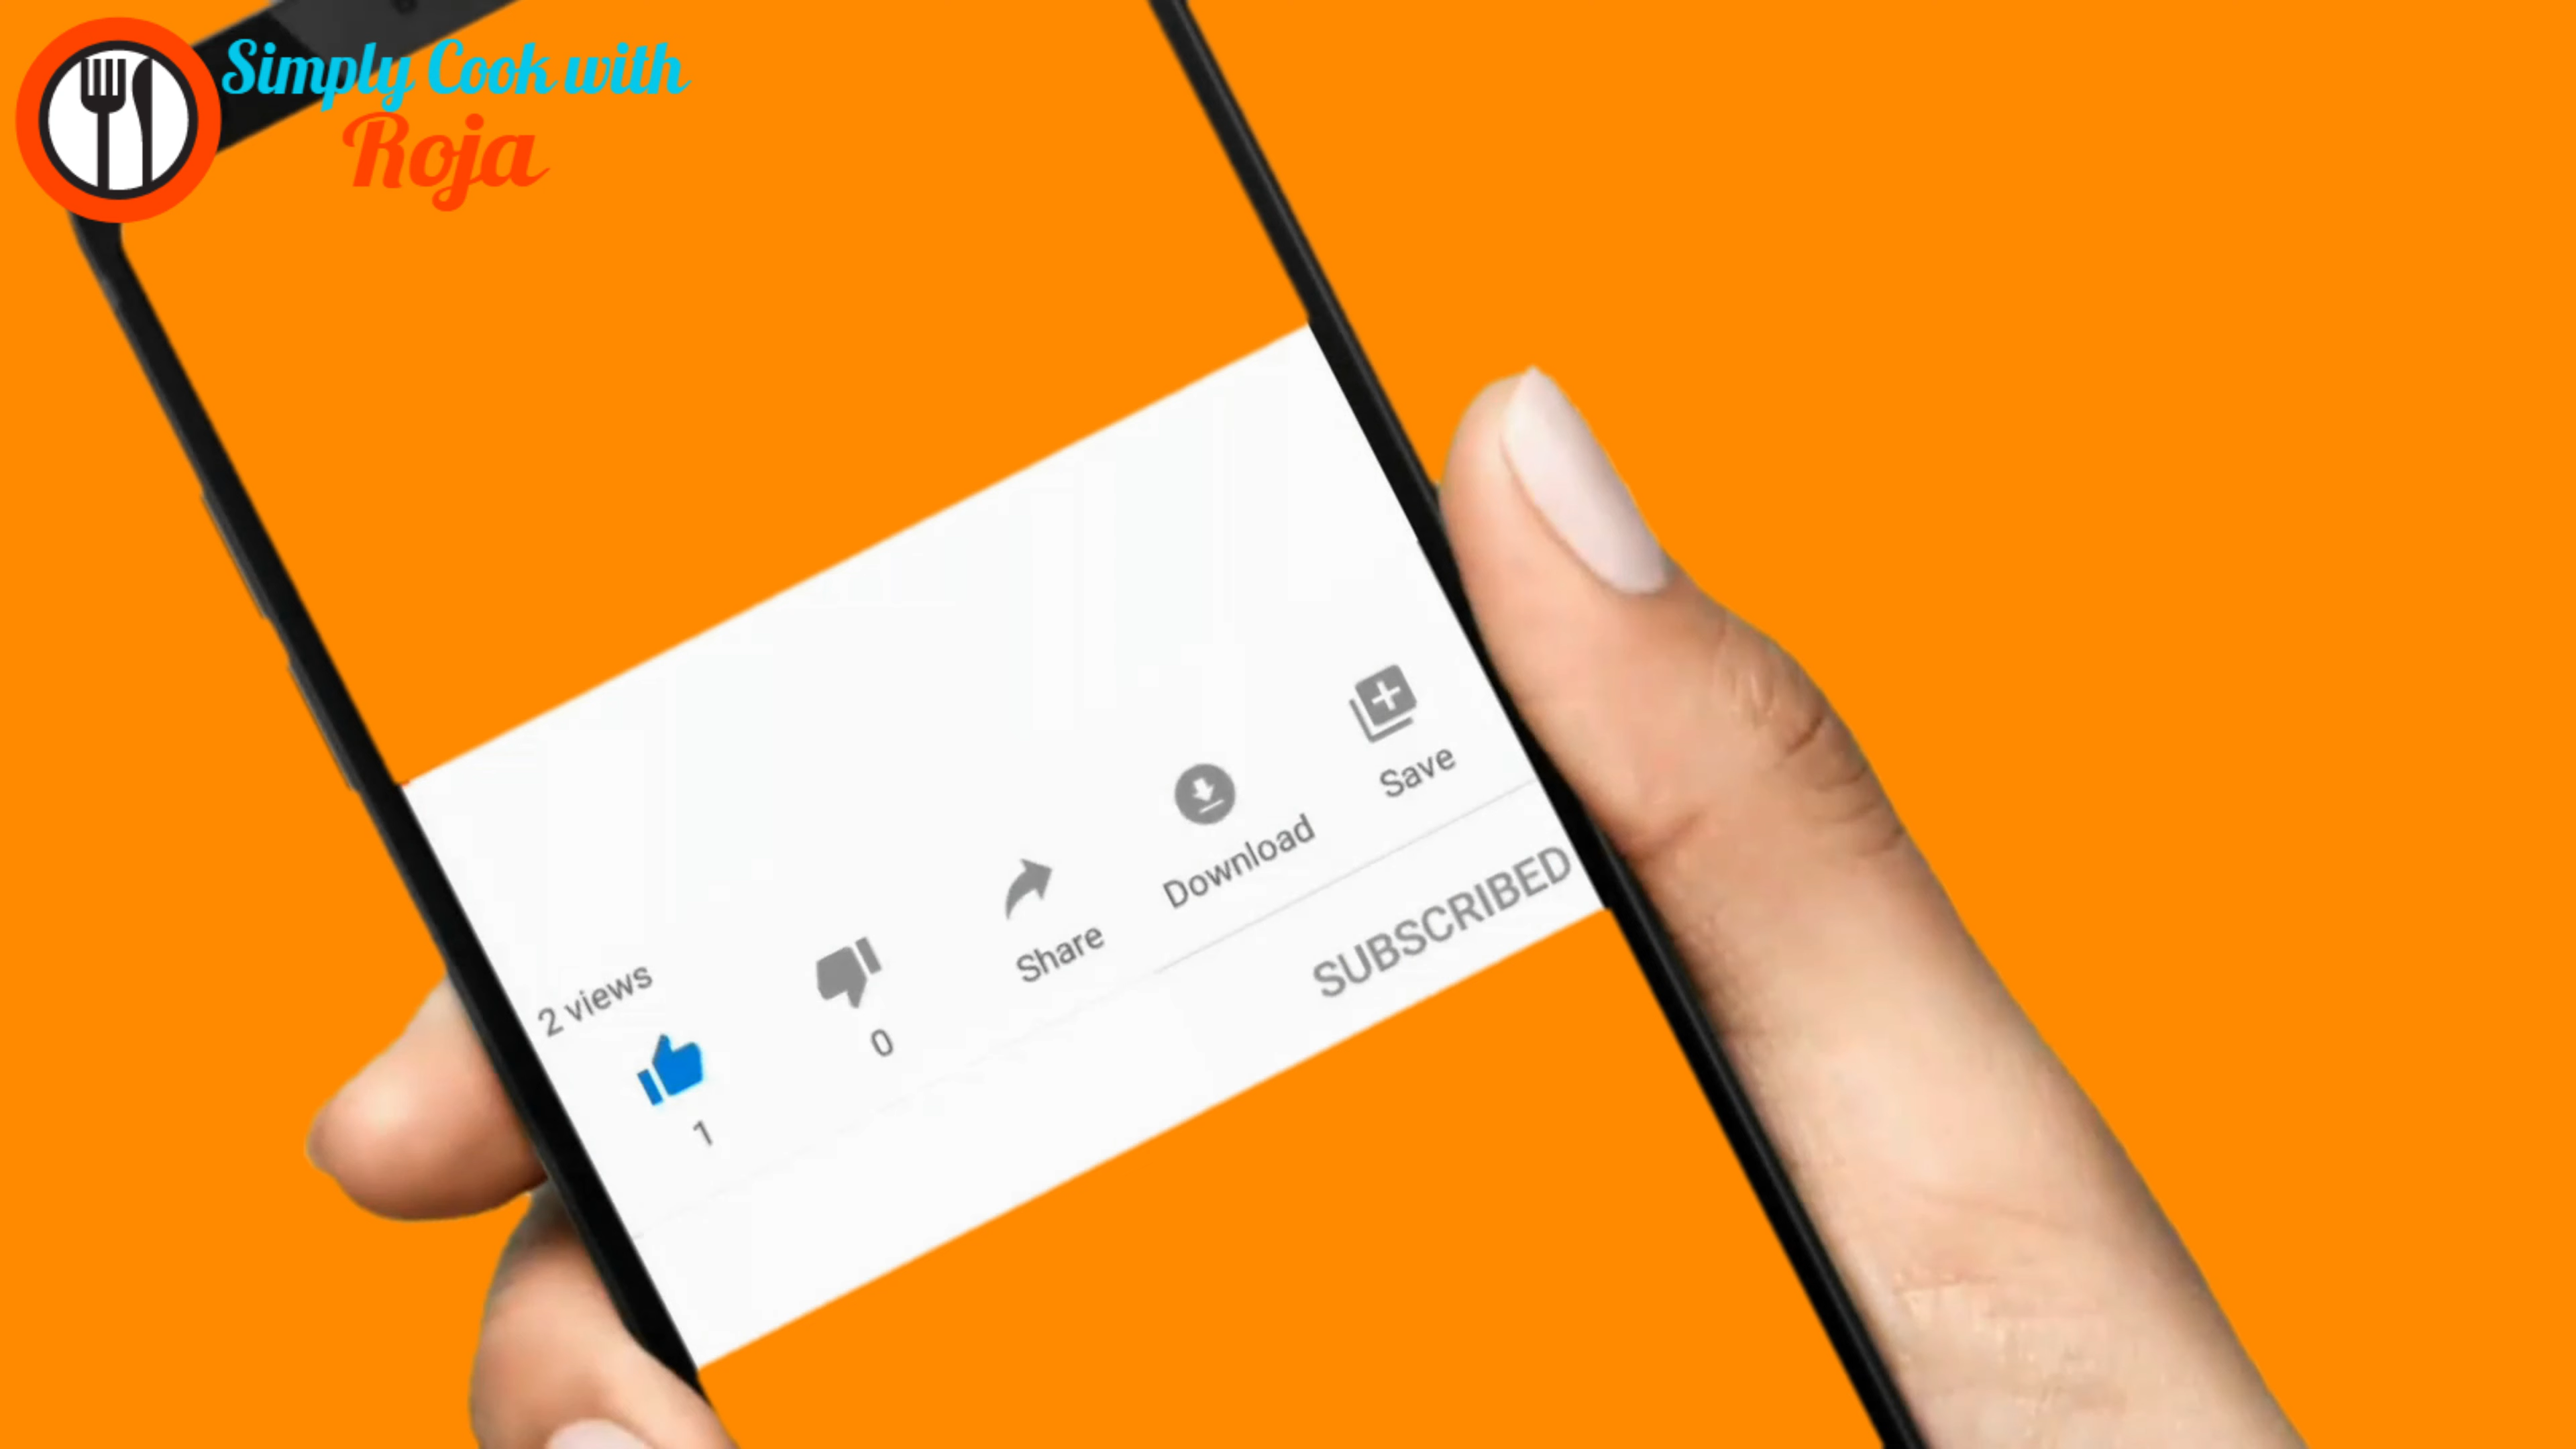 Simply Cook with
Roja
2 views
1
0
Share
Download
Save
SUBSCRIBED